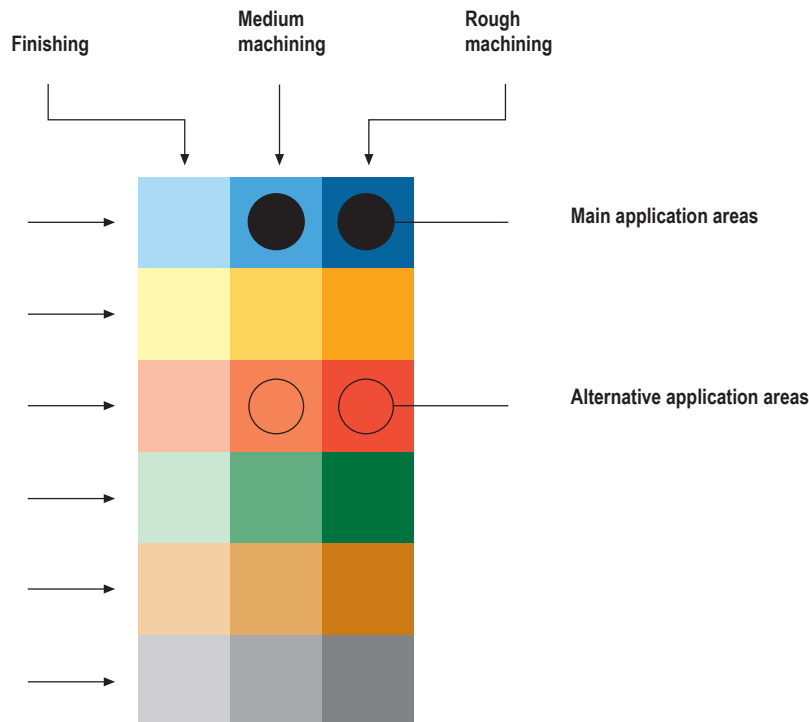 Finishing
Medium
machining
Rough
machining
Main application areas
Alternative application areas